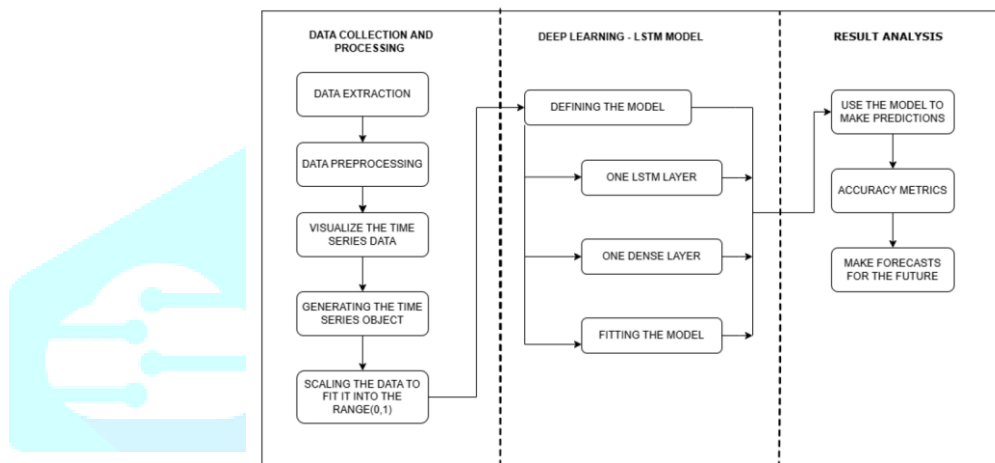 DATA COLLECTION AND
PROCESSING
DATA EXTRACTION
DATA PREPROCESSING
VISUALIZE THE TIME
SERIES DATA
GENERATING THE TIME
SERIES OBJECT
SCALING THE DATA TO
FIT IT INTO THE
RANGE(0,1)
DEEP LEARNING - LSTM MODEL
DEFINING THE MODEL
ONE LSTM LAYER
ONE DENSE LAYER
FITTING THE MODEL
RESULT ANALYSIS
USE THE MODEL TO
MAKE PREDICTIONS
ACCURACY METRICS
MAKE FORECASTS
FOR THE FUTURE